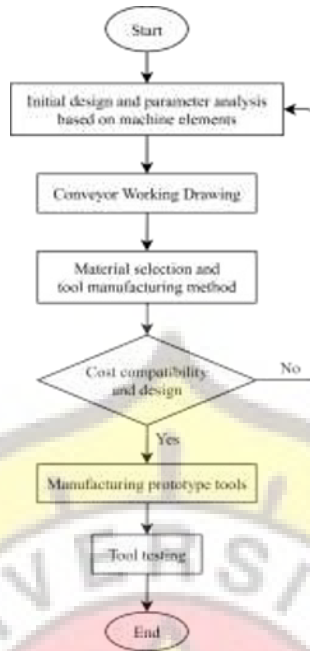 Start
Initial design and parameter analysis
based on machine elements
Conveyor Working Drawing
Material selection and
tool manufacturing method
Cost compatibility
and design
No
Yes
Manufacturing prototype tools
Tool testing
VERSI
End